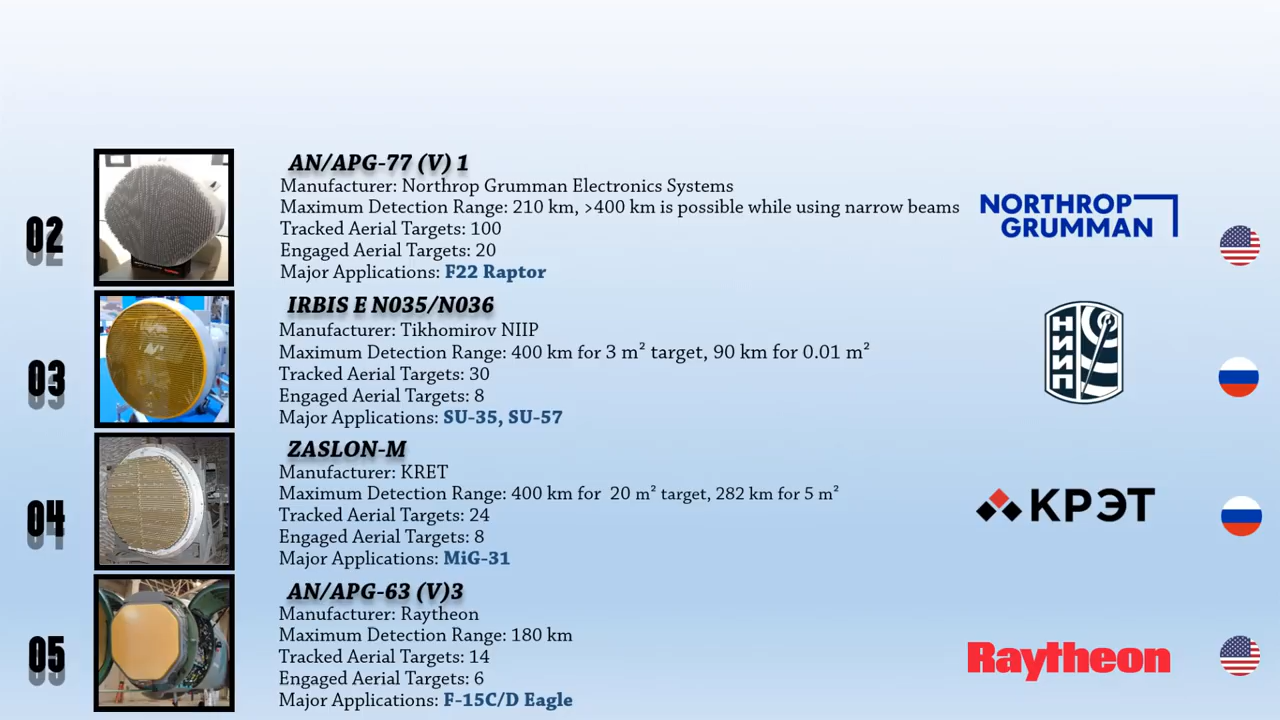 02
AN/APG-77 (V) 1
Manufacturer: Northrop Grumman Electronics Systems
Maximum Detection Range: 210 km, >400 km is possible while using narrow beams
Tracked Aerial Targets: 100
Engaged Aerial Targets: 20
Major Applications: F22 Raptor
NORTHROP
GRUMMAN
03
IRBIS E N035/N036
Manufacturer: Tikhomirov NIIP
Maximum Detection Range: 400 km for 3 m² target, 90 km for 0.01 m²
Tracked Aerial Targets: 30
Engaged Aerial Targets: 8
Major Applications: SU-35, SU-57
НИИП
04
ZASLON-M
Manufacturer: KRET
Maximum Detection Range: 400 km for 20 m² target, 282 km for 5 m²
Tracked Aerial Targets: 24
Engaged Aerial Targets: 8
Major Applications: MiG-31
КРЭТ
05
AN/APG-63 (V)3
Manufacturer: Raytheon
Maximum Detection Range: 180 km
Tracked Aerial Targets: 14
Engaged Aerial Targets: 6
Major Applications: F-15C/D Eagle
Raytheon